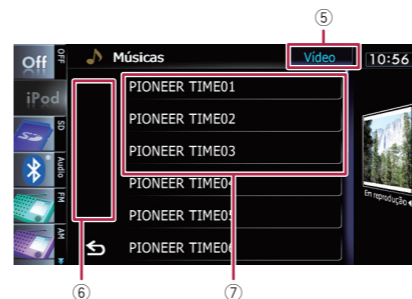 ⑤
Off OFF Músicas Vídeo 10:56
iPod PIONEER TIME01
SD PIONEER TIME02
Audio PIONEER TIME03
FM PIONEER TIME04
PIONEER TIME05
AM PIONEER TIME06
En reprodução
⑥ ⑦